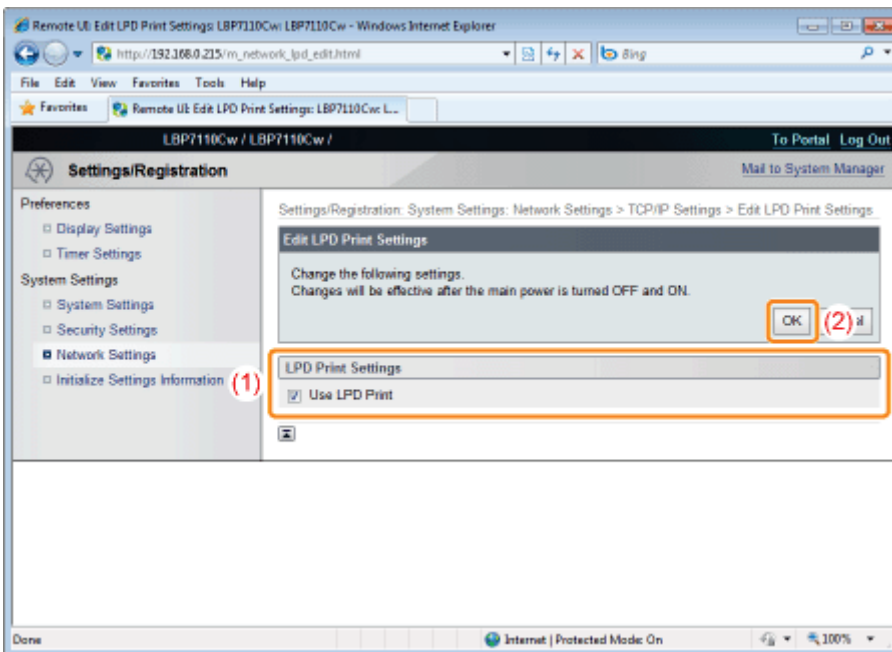 Remote UI: Edit LPD Print Settings: LBP7110Cw: LBP7110Cw - Windows Internet Explorer
http://192.168.0.215/m_network_lpd_edit.html
Bing
File Edit View Favorites Tools Help
Favorites Remote UI: Edit LPD Print Settings: LBP7110Cw: L...
LBP7110Cw / LBP7110Cw / To Portal Log Out
Settings/Registration Mail to System Manager
Preferences
Display Settings
Timer Settings
System Settings
System Settings
Security Settings
Network Settings
Initialize Settings Information
Settings/Registration: System Settings: Network Settings > TCP/IP Settings > Edit LPD Print Settings
Edit LPD Print Settings
Change the following settings.
Changes will be effective after the main power is turned OFF and ON.
OK (2)
(1)
LPD Print Settings
Use LPD Print
Done Internet | Protected Mode: On 100%